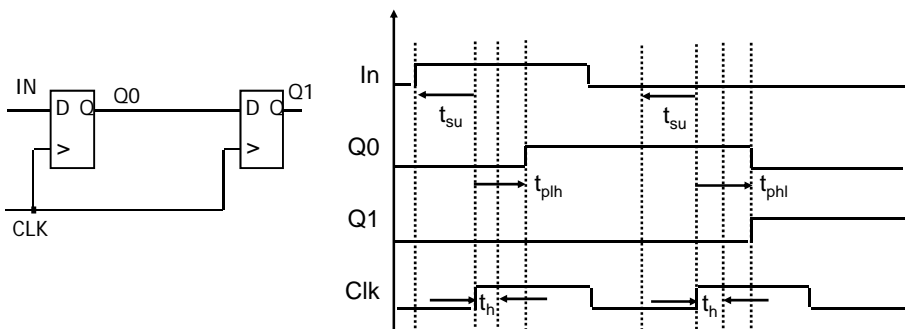 IN
Q0
Q1
D Q
D Q
>
>
CLK
In
t_su
t_su
Q0
t_plh
t_phl
Q1
Clk
t_h
t_h